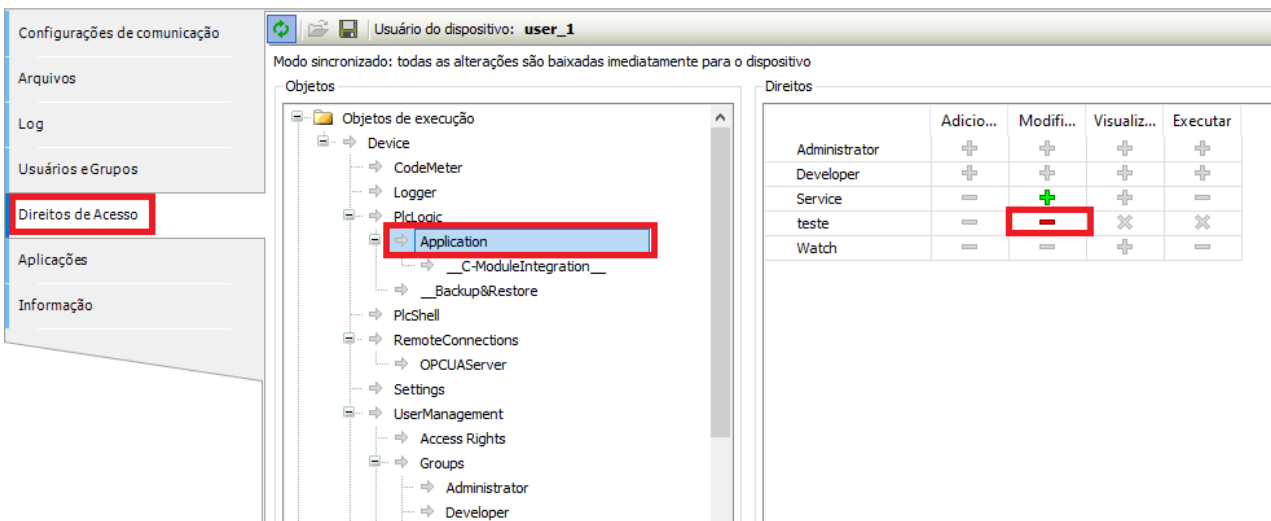 Configurações de comunicação
Arquivos
Log
Usuários e Grupos
Direitos de Acesso
Aplicações
Informação
Usuário do dispositivo: user_1
Modo sincronizado: todas as alterações são baixadas imediatamente para o dispositivo
Objetos
Objetos de execução
Device
CodeMeter
Logger
PlcLogic
Application
__C-ModuleIntegration__
__Backup&Restore
PlcShell
RemoteConnections
OPCUAServer
Settings
UserManagement
Access Rights
Groups
Administrator
Developer
Direitos
Adicio... Modifi... Visualiz... Executar
Administrator
Developer
Service
teste
Watch